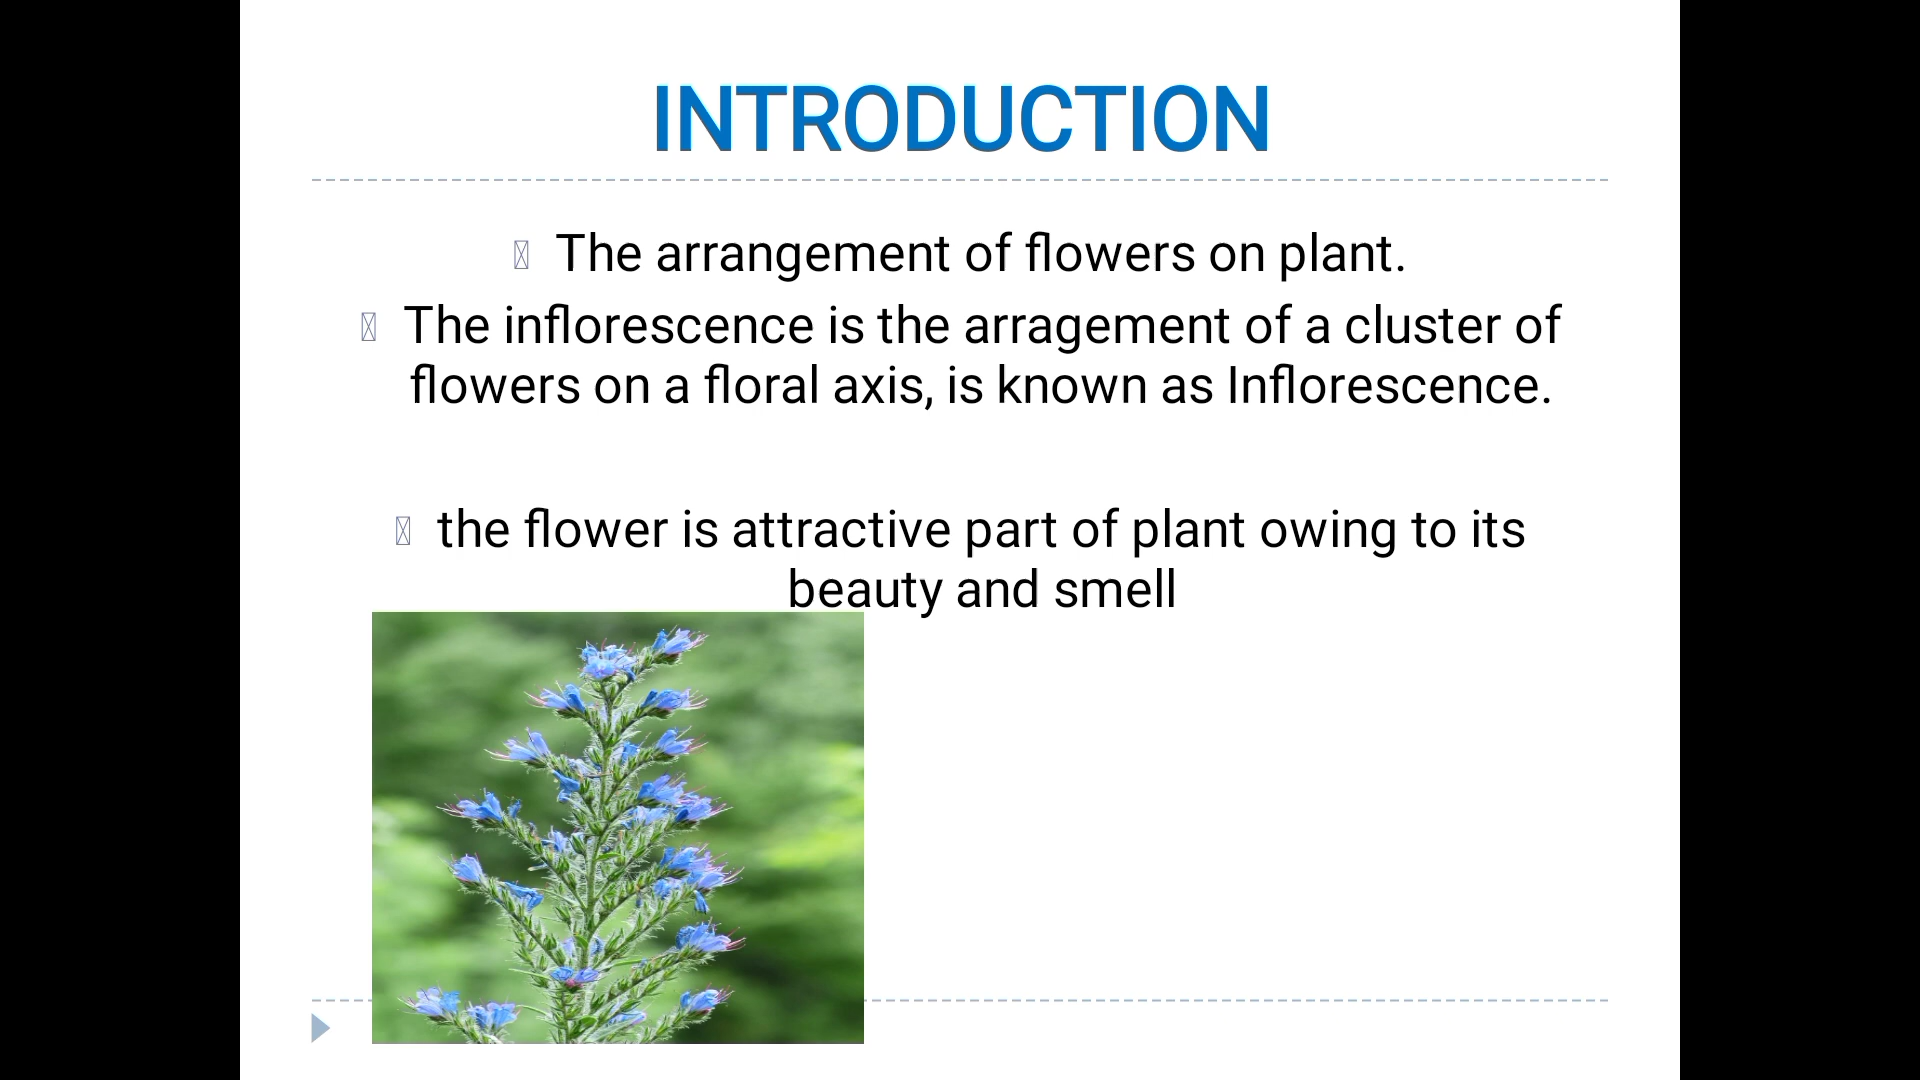 INTRODUCTION
The arrangement of flowers on plant.
The inflorescence is the arragement of a cluster of
flowers on a floral axis, is known as Inflorescence.
the flower is attractive part of plant owing to its
beauty and smell